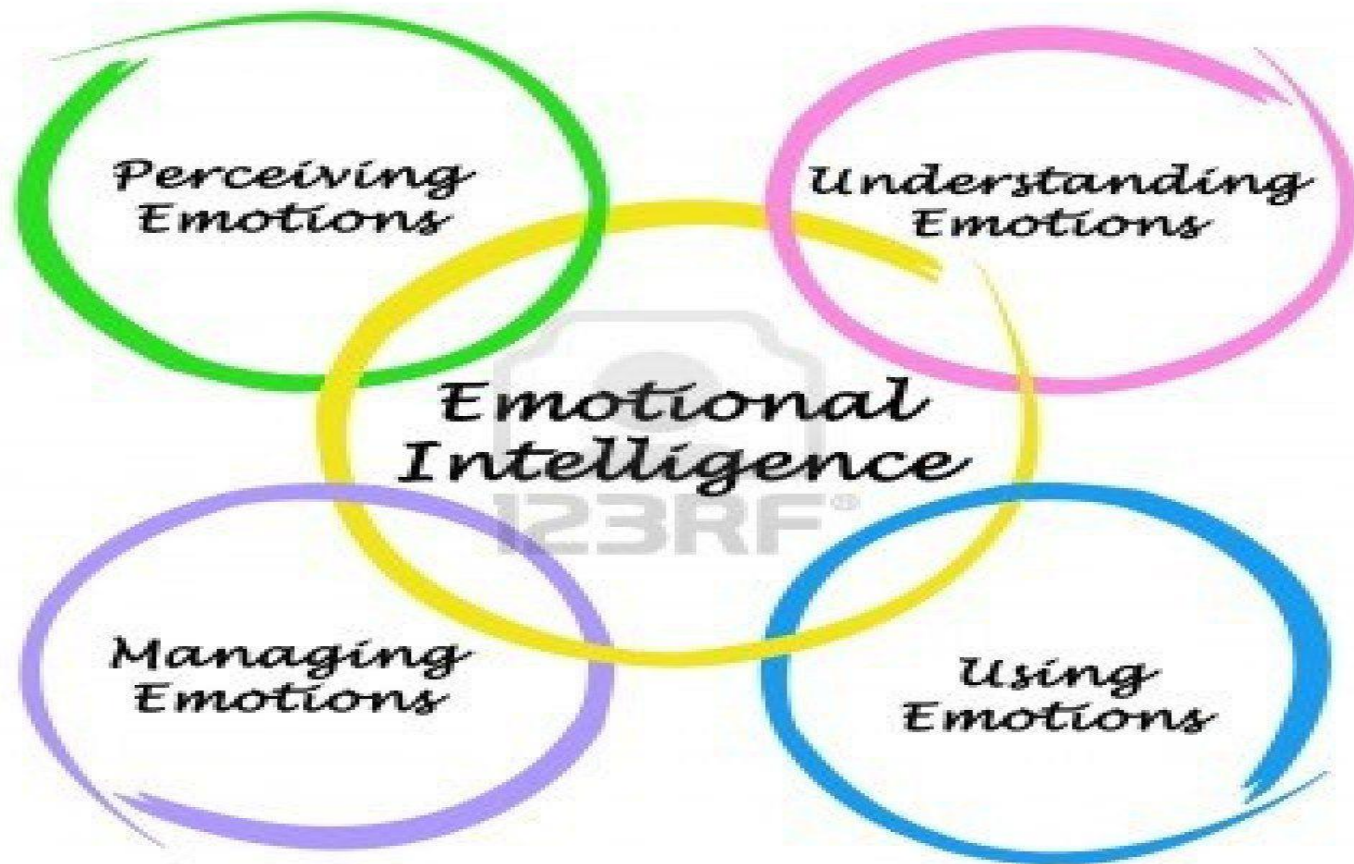 Perceiving
Emotions
Understanding
Emotions
Emotional
Intelligence
123RF®
Managing
Emotions
Using
Emotions